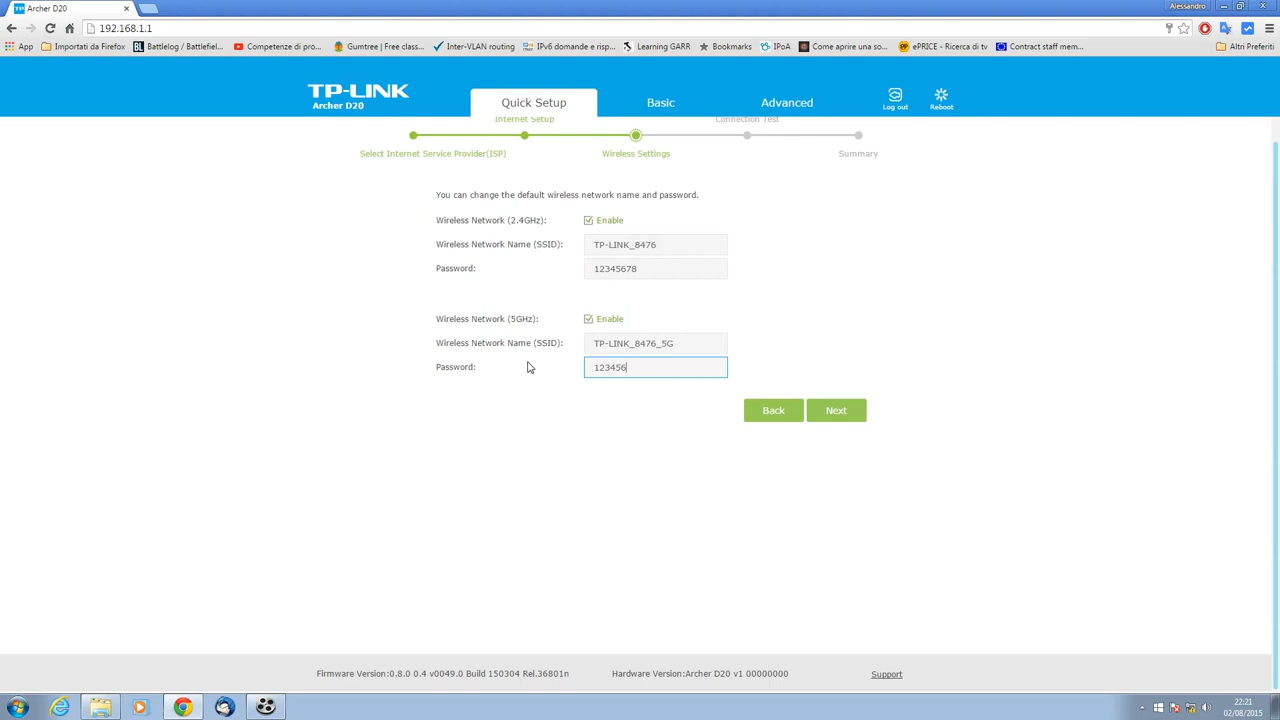 Archer D20
Alessandro
192.168.1.1
App
Importati da Firefox
Battlelog / Battlefiel...
Competenze di pro...
Gumtree | Free class...
Inter-VLAN routing
IPv6 domande e risp...
Learning GARR
Bookmarks
IPoA
Come aprire una so...
ePRICE - Ricerca di tv
Contract staff mem...
Altri Preferiti
TP-LINK
Archer D20
Quick Setup
Basic
Advanced
Log out
Reboot
Internet Setup
Connection Test
Select Internet Service Provider(ISP)
Wireless Settings
Summary
You can change the default wireless network name and password.
Wireless Network (2.4GHz):
Enable
Wireless Network Name (SSID):
TP-LINK_8476
Password:
12345678
Wireless Network (5GHz):
Enable
Wireless Network Name (SSID):
TP-LINK_8476_5G
Password:
123456
Back
Next
Firmware Version:0.8.0 0.4 v0049.0 Build 150304 Rel.36801n
Hardware Version:Archer D20 v1 00000000
Support
22:21
02/08/2015